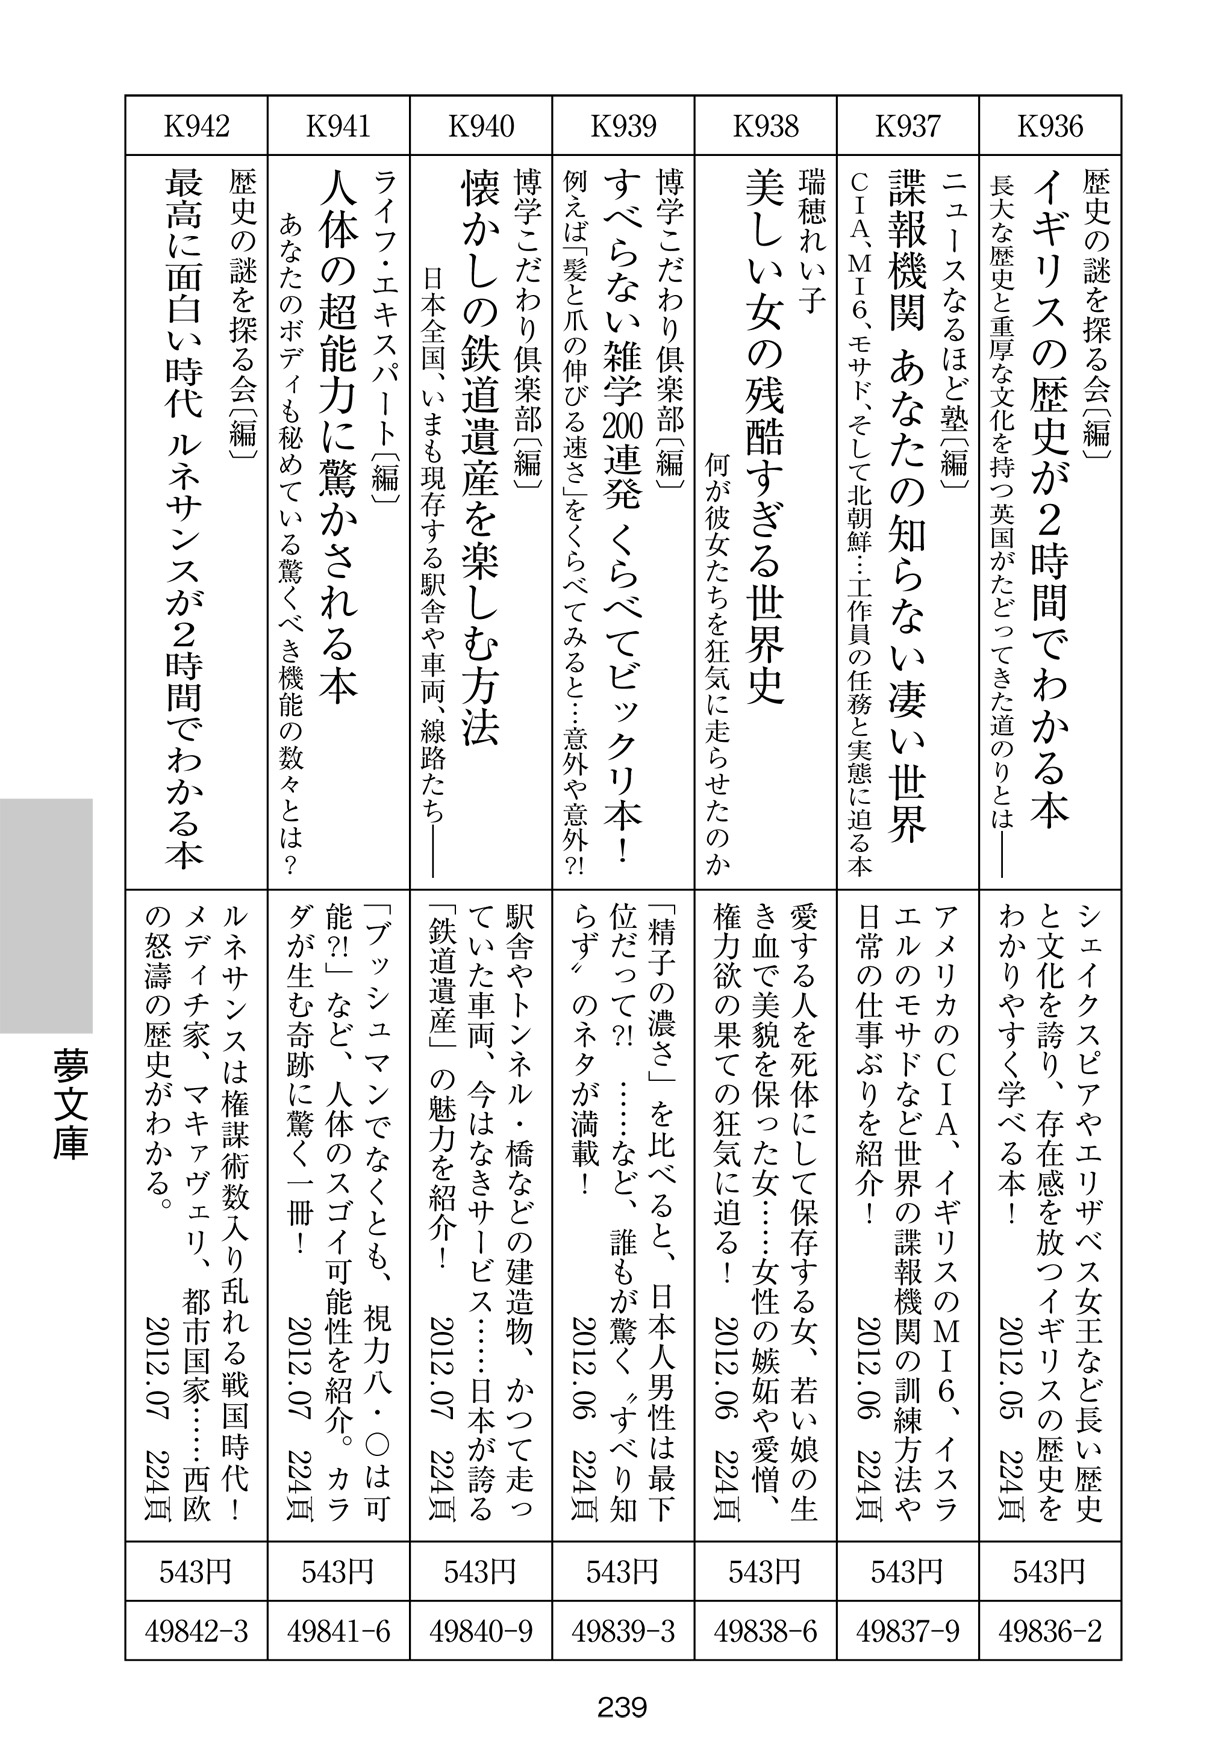 K936
歴史の謎を探る会〔編〕
イギリスの歴史が2時間でわかる本
長大な歴史と重厚な文化を持つ英国がたどってきた道のりとは――
シェイクスピアやエリザベス女王など長い歴史
と文化を誇り、存在感を放つイギリスの歴史を
わかりやすく学べる本！
2012.05 224頁
543円
49836-2
K937
ニュースなるほど塾〔編〕
諜報機関 あなたの知らない凄い世界
CIA、MI6、モサド、そして北朝鮮…工作員の任務と実態に迫る本
アメリカのCIA、イギリスのMI6、イスラ
エルのモサドなど世界の諜報機関の訓練方法や
日常の仕事ぶりを紹介！
2012.06 224頁
543円
49837-9
K938
瑞穂れい子
美しい女の残酷すぎる世界史
何が彼女たちを狂気に走らせたのか
愛する人を死体にして保存する女、若い娘の生
き血で美貌を保った女……女性の嫉妬や愛憎、
権力欲の果ての狂気に迫る！
2012.06 224頁
543円
49838-6
K939
博学こだわり倶楽部〔編〕
すべらない雑学200連発 くらべてビックリ本！
例えば「髪と爪の伸びる速さ」をくらべてみると…意外や意外?!
「精子の濃さ」を比べると、日本人男性は最下
位だって?! ……など、誰もが驚く〝すべり知
らず〟のネタが満載！
2012.06 224頁
543円
49839-3
K940
博学こだわり倶楽部〔編〕
懐かしの鉄道遺産を楽しむ方法
日本全国、いまも現存する駅舎や車両、線路たち――
駅舎やトンネル・橋などの建造物、かつて走っ
ていた車両、今はなきサービス……日本が誇る
「鉄道遺産」の魅力を紹介！
2012.07 224頁
543円
49840-9
K941
ライフ・エキスパート〔編〕
人体の超能力に驚かされる本
あなたのボディも秘めている驚くべき機能の数々とは？
「ブッシュマンでなくとも、視力八・〇は可
能?!」など、人体のスゴイ可能性を紹介。カラ
ダが生む奇跡に驚く一冊！
2012.07 224頁
543円
49841-6
K942
歴史の謎を探る会〔編〕
最高に面白い時代 ルネサンスが2時間でわかる本
ルネサンスは権謀術数入り乱れる戦国時代！
メディチ家、マキァヴェリ、都市国家……西欧
の怒濤の歴史がわかる。
2012.07 224頁
543円
49842-3
夢文庫
239